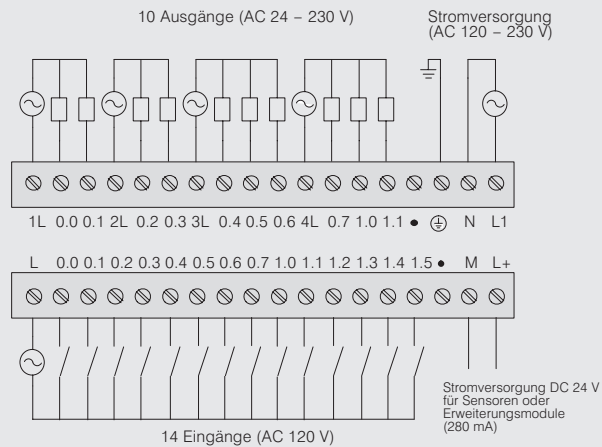 10 Ausgänge (AC 24 – 230 V)
Stromversorgung
(AC 120 – 230 V)
1L 0.0 0.1 2L 0.2 0.3 3L 0.4 0.5 0.6 4L 0.7 1.0 1.1 • N L1
L 0.0 0.1 0.2 0.3 0.4 0.5 0.6 0.7 1.0 1.1 1.2 1.3 1.4 1.5 • M L+
Stromversorgung DC 24 V
für Sensoren oder
Erweiterungsmodule
(280 mA)
14 Eingänge (AC 120 V)